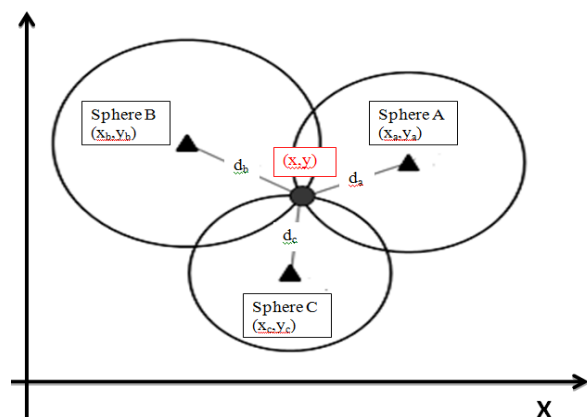 Sphere B
(xb,yb)
Sphere A
(xa,ya)
(x,y)
db
da
dc
Sphere C
(xc,yc)
X